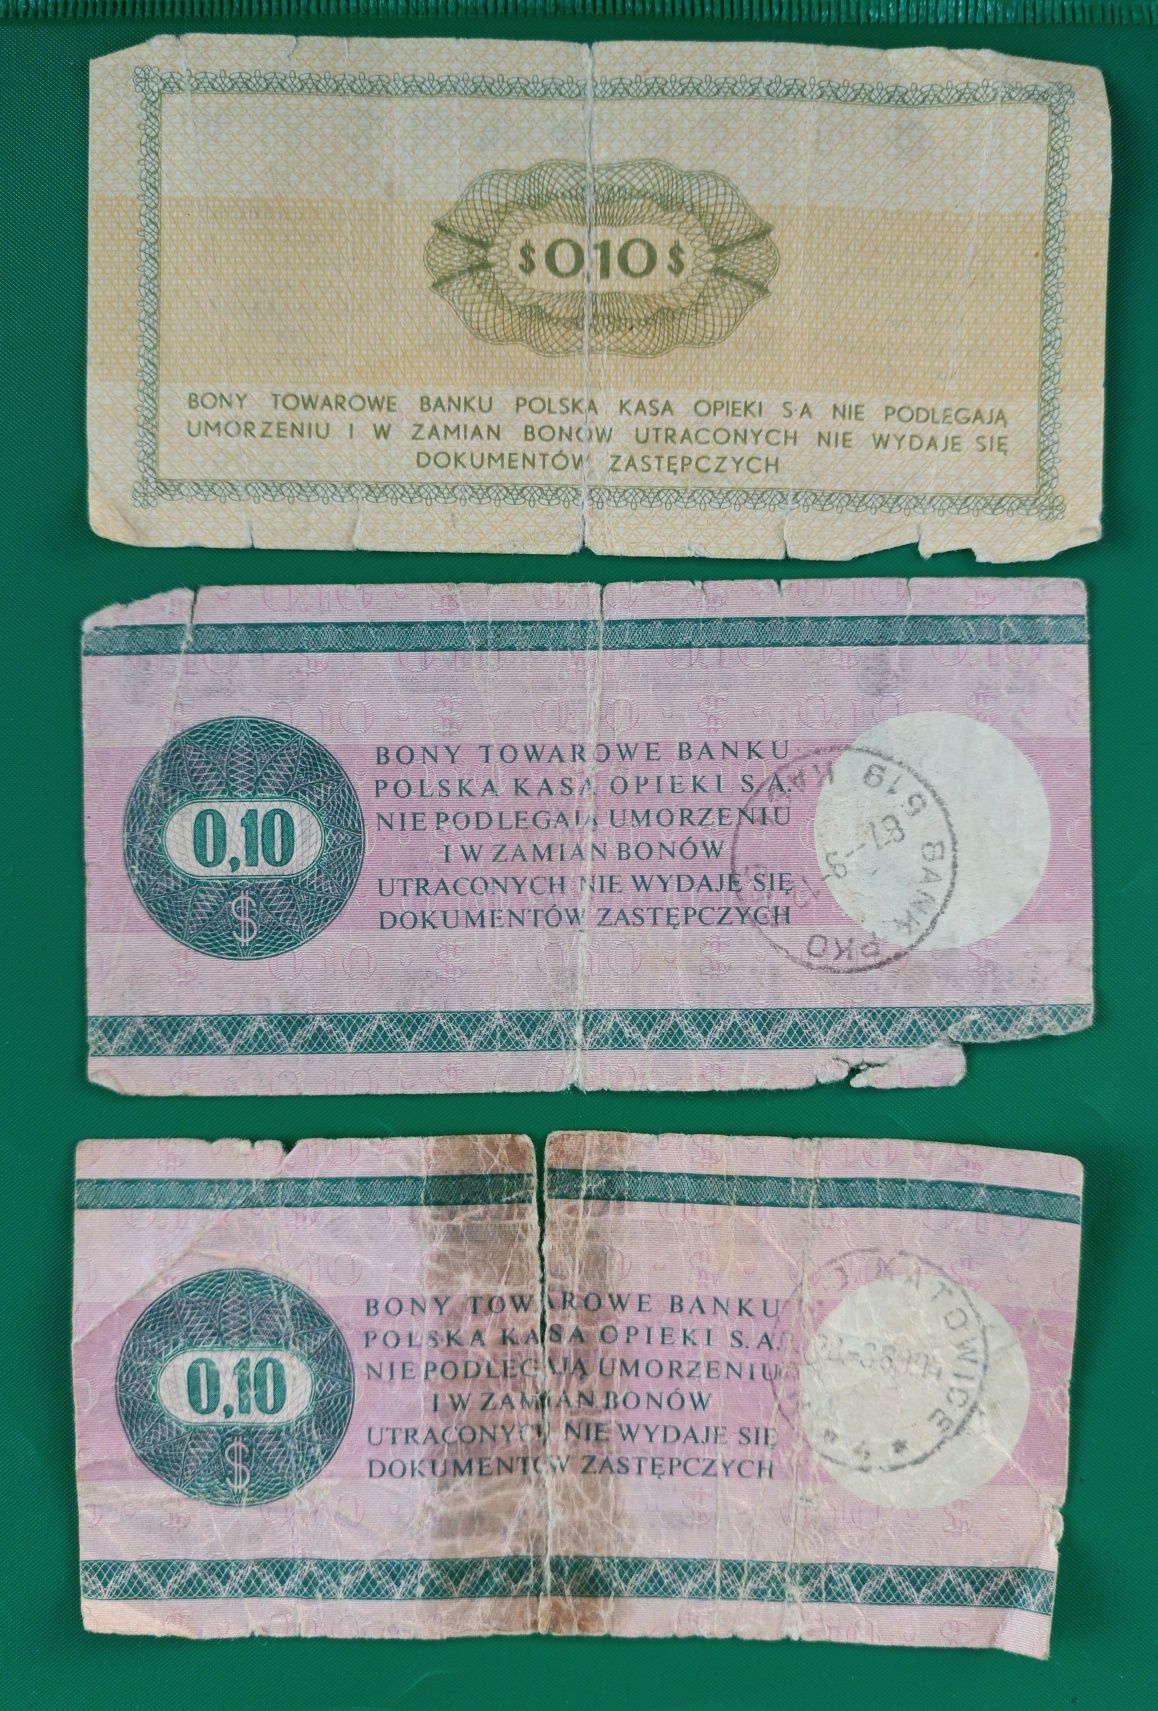 $ 0,10 $
BONY TOWAROWE BANKU POLSKA KASA OPIEKI S·A NIE PODLEGAJĄ
UMORZENIU I W ZAMIAN BONÓW UTRACONYCH NIE WYDAJE SIĘ
DOKUMENTÓW ZASTĘPCZYCH
0,10
$
BONY TOWAROWE BANKU
POLSKA KASA OPIEKI S.A.
NIE PODLEGAJĄ UMORZENIU
I W ZAMIAN BONÓW
UTRACONYCH NIE WYDAJE SIĘ
DOKUMENTÓW ZASTĘPCZYCH
BANK PKO
0,10
$
BONY TOWAROWE BANKU
POLSKA KASA OPIEKI S.A.
NIE PODLEGAJĄ UMORZENIU
I W ZAMIAN BONÓW
UTRACONYCH NIE WYDAJE SIĘ
DOKUMENTÓW ZASTĘPCZYCH
KATOWICE
* 4 *